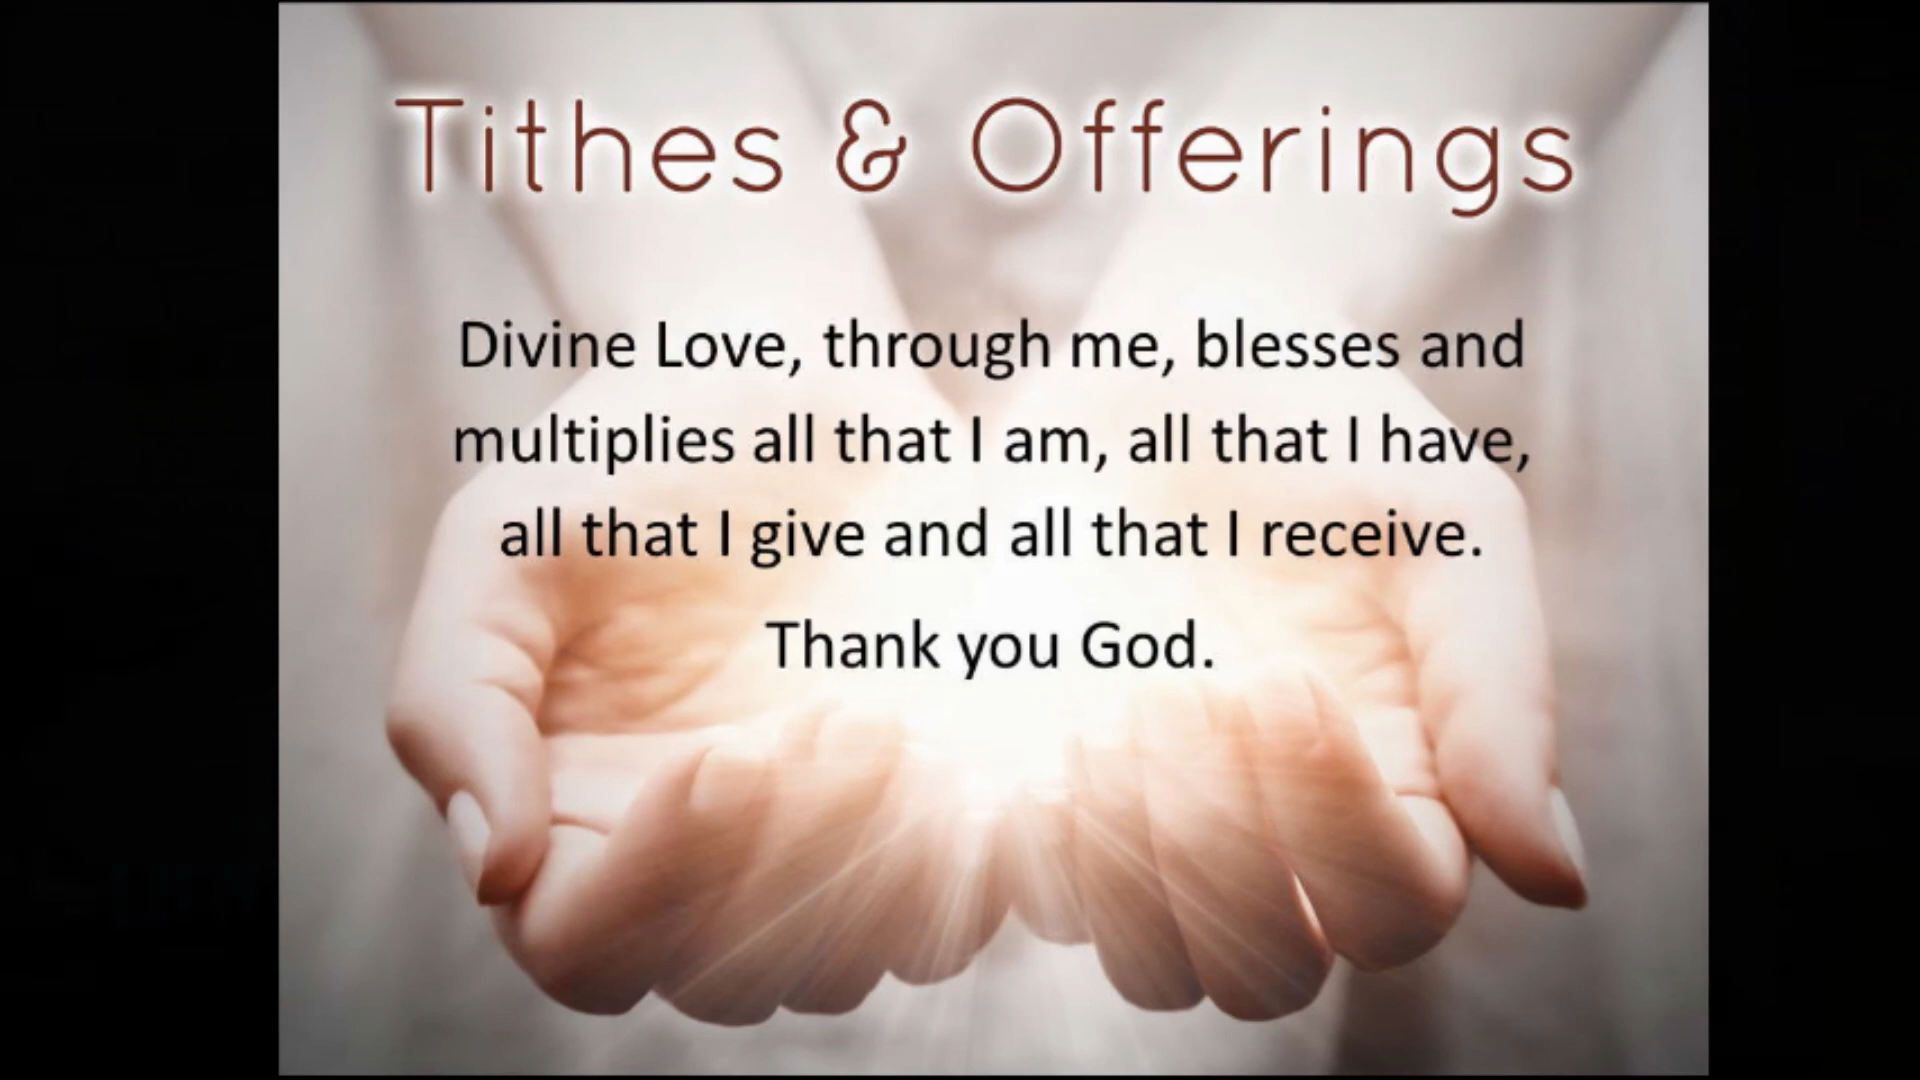 Tithes & Offerings
Divine Love, through me, blesses and
multiplies all that I am, all that I have,
all that I give and all that I receive.
Thank you God.